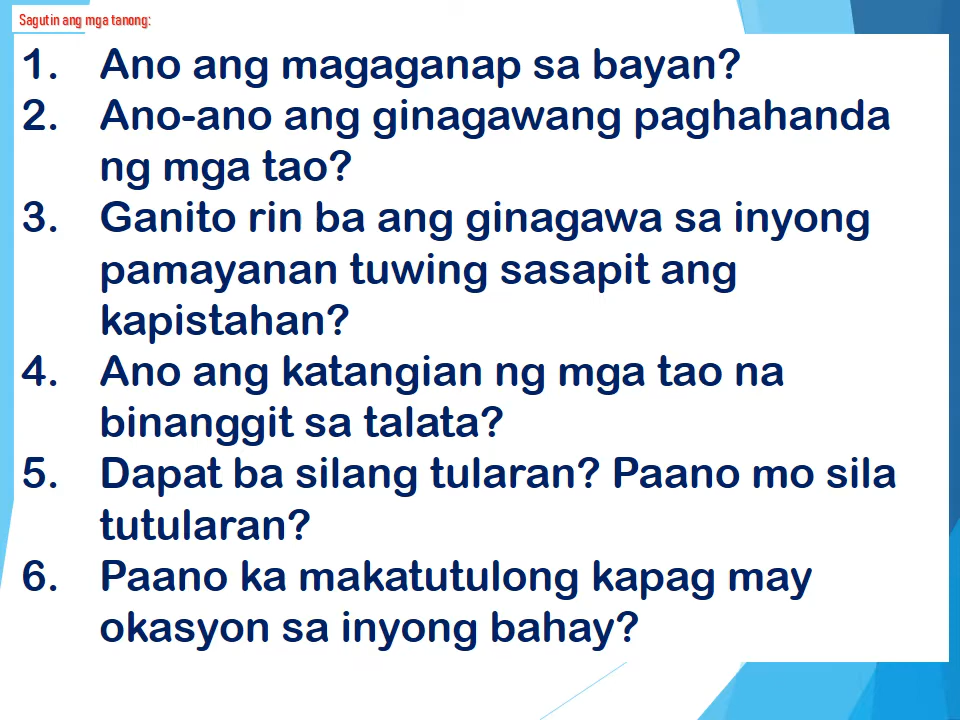 Sagutin ang mga tanong:
1. Ano ang magaganap sa bayan?
2. Ano-ano ang ginagawang paghahanda
ng mga tao?
3. Ganito rin ba ang ginagawa sa inyong
pamayanan tuwing sasapit ang
kapistahan?
4. Ano ang katangian ng mga tao na
binanggit sa talata?
5. Dapat ba silang tularan? Paano mo sila
tutularan?
6. Paano ka makatutulong kapag may
okasyon sa inyong bahay?